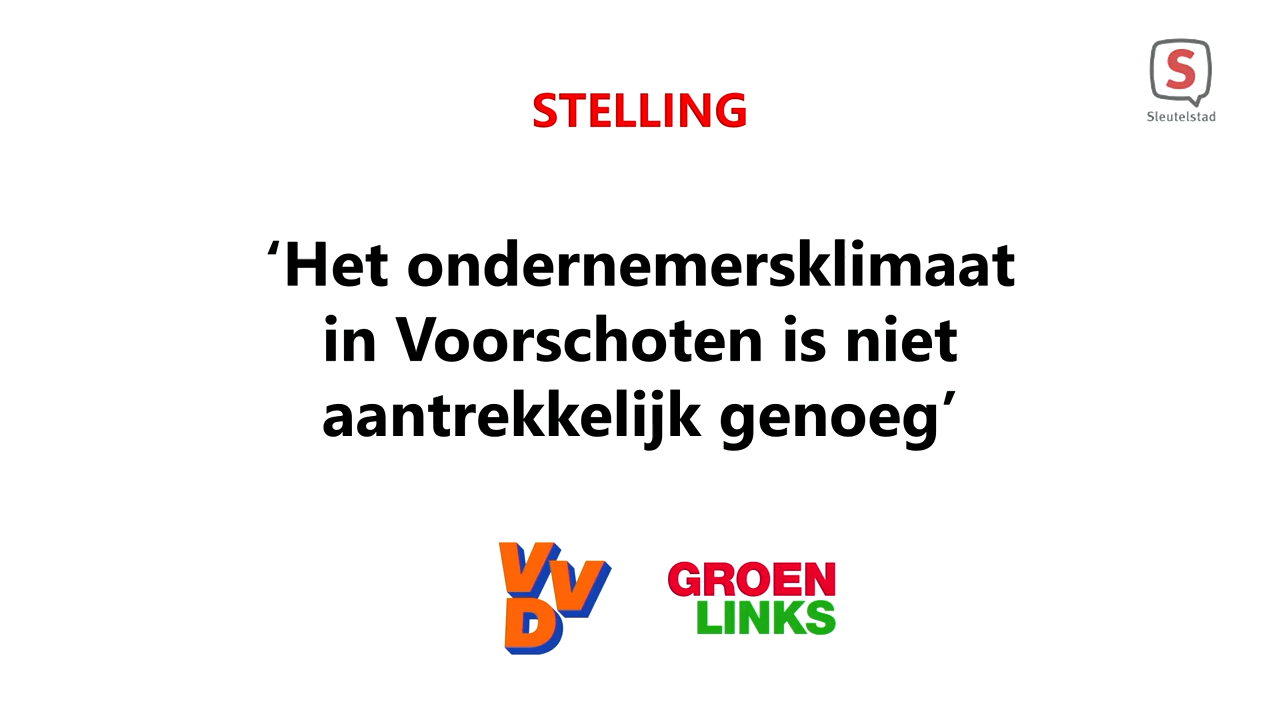 S
Sleutelstad
STELLING
‘Het ondernemersklimaat
in Voorschoten is niet
aantrekkelijk genoeg’
VVD
GROEN
LINKS